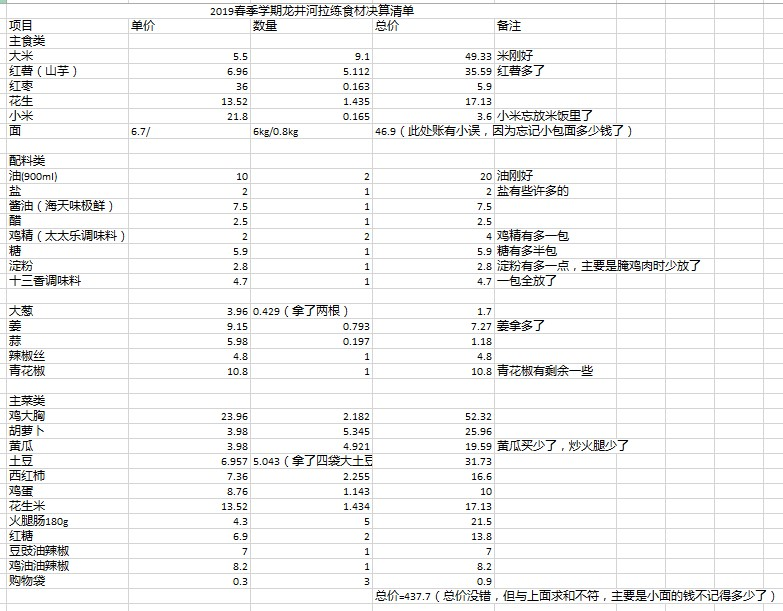 2019春季学期龙井河拉练食材决算清单
项目 单价 数量 总价 备注
主食类
大米 5.5 9.1 49.33 米刚好
红薯（山芋） 6.96 5.112 35.59 红薯多了
红枣 36 0.163 5.9
花生 13.52 1.435 17.13
小米 21.8 0.165 3.6 小米忘放米饭里了
面 6.7/ 6kg/0.8kg 46.9（此处账有小误，因为忘记小包面多少钱了）
配料类
油(900ml) 10 2 20 油刚好
盐 2 1 2 盐有些许多的
酱油（海天味极鲜） 7.5 1 7.5
醋 2.5 1 2.5
鸡精（太太乐调味料） 2 2 4 鸡精有多一包
糖 5.9 1 5.9 糖有多半包
淀粉 2.8 1 2.8 淀粉有多一点，主要是腌鸡肉时少放了
十三香调味料 4.7 1 4.7 一包全放了
大葱 3.96 0.429（拿了两根） 1.7
姜 9.15 0.793 7.27 姜拿多了
蒜 5.98 0.197 1.18
辣椒丝 4.8 1 4.8
青花椒 10.8 1 10.8 青花椒有剩余一些
主菜类
鸡大胸 23.96 2.182 52.32
胡萝卜 3.98 5.345 25.96
黄瓜 3.98 4.921 19.59 黄瓜买少了，炒火腿少了
土豆 6.957 5.043（拿了四袋大土豆 31.73
西红柿 7.36 2.255 16.6
鸡蛋 8.76 1.143 10
花生米 13.52 1.434 17.13
火腿肠180g 4.3 5 21.5
红糖 6.9 2 13.8
豆豉油辣椒 7 1 7
鸡油油辣椒 8.2 1 8.2
购物袋 0.3 3 0.9
总价=437.7（总价没错，但与上面求和不符，主要是小面的钱不记得多少了）